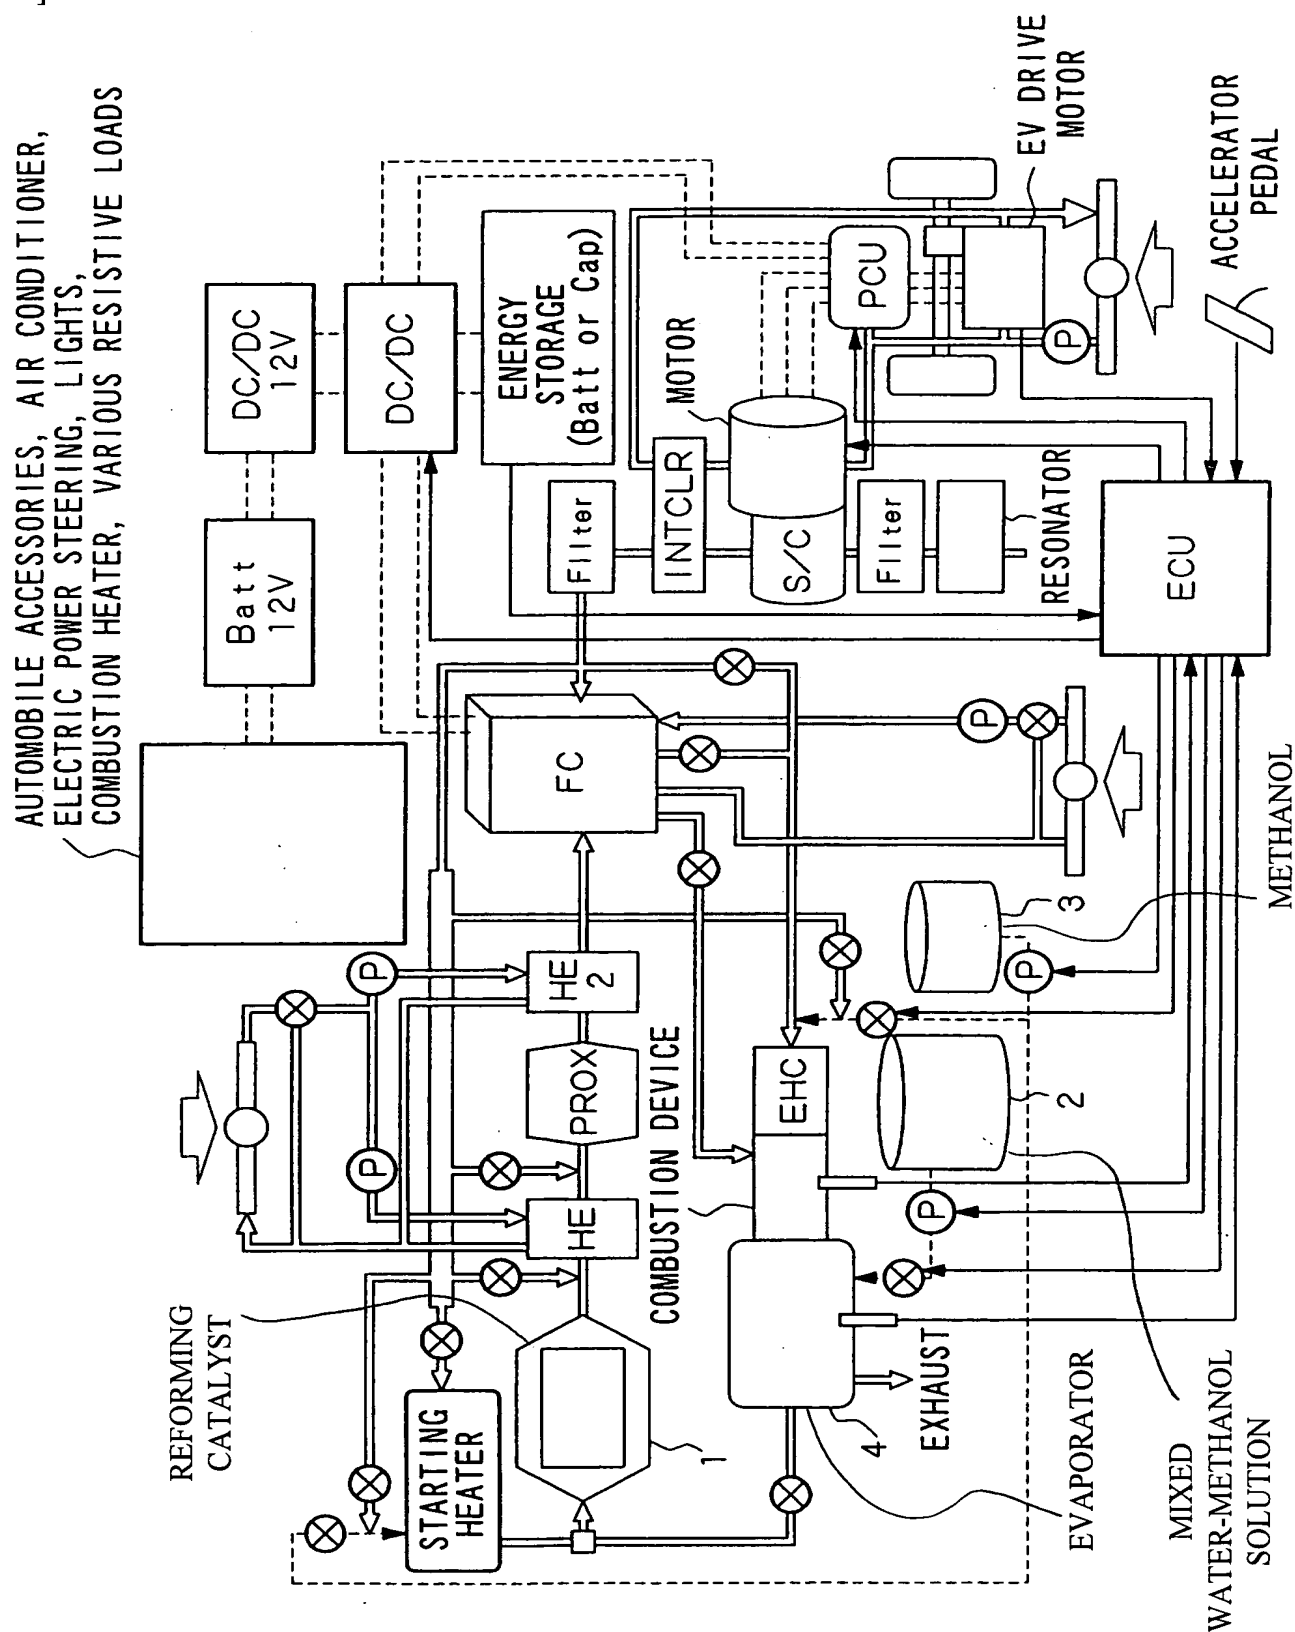 AUTOMOBILE ACCESSORIES, AIR CONDITIONER,
ELECTRIC POWER STEERING, LIGHTS,
COMBUSTION HEATER, VARIOUS RESISTIVE LOADS
Batt
12V
DC/DC
12V
DC/DC
ENERGY
STORAGE
(Batt or Cap)
REFORMING
CATALYST
P
P
STARTING
HEATER
1
HE
PROX
HE
2
FC
Filter
INTCLR
MOTOR
S/C
Filter
RESONATOR
PCU
EV DRIVE
MOTOR
P
COMBUSTION DEVICE
EHC
4
EXHAUST
EVAPORATOR
P
2
MIXED
WATER-METHANOL
SOLUTION
P
3
METHANOL
P
ECU
ACCELERATOR
PEDAL